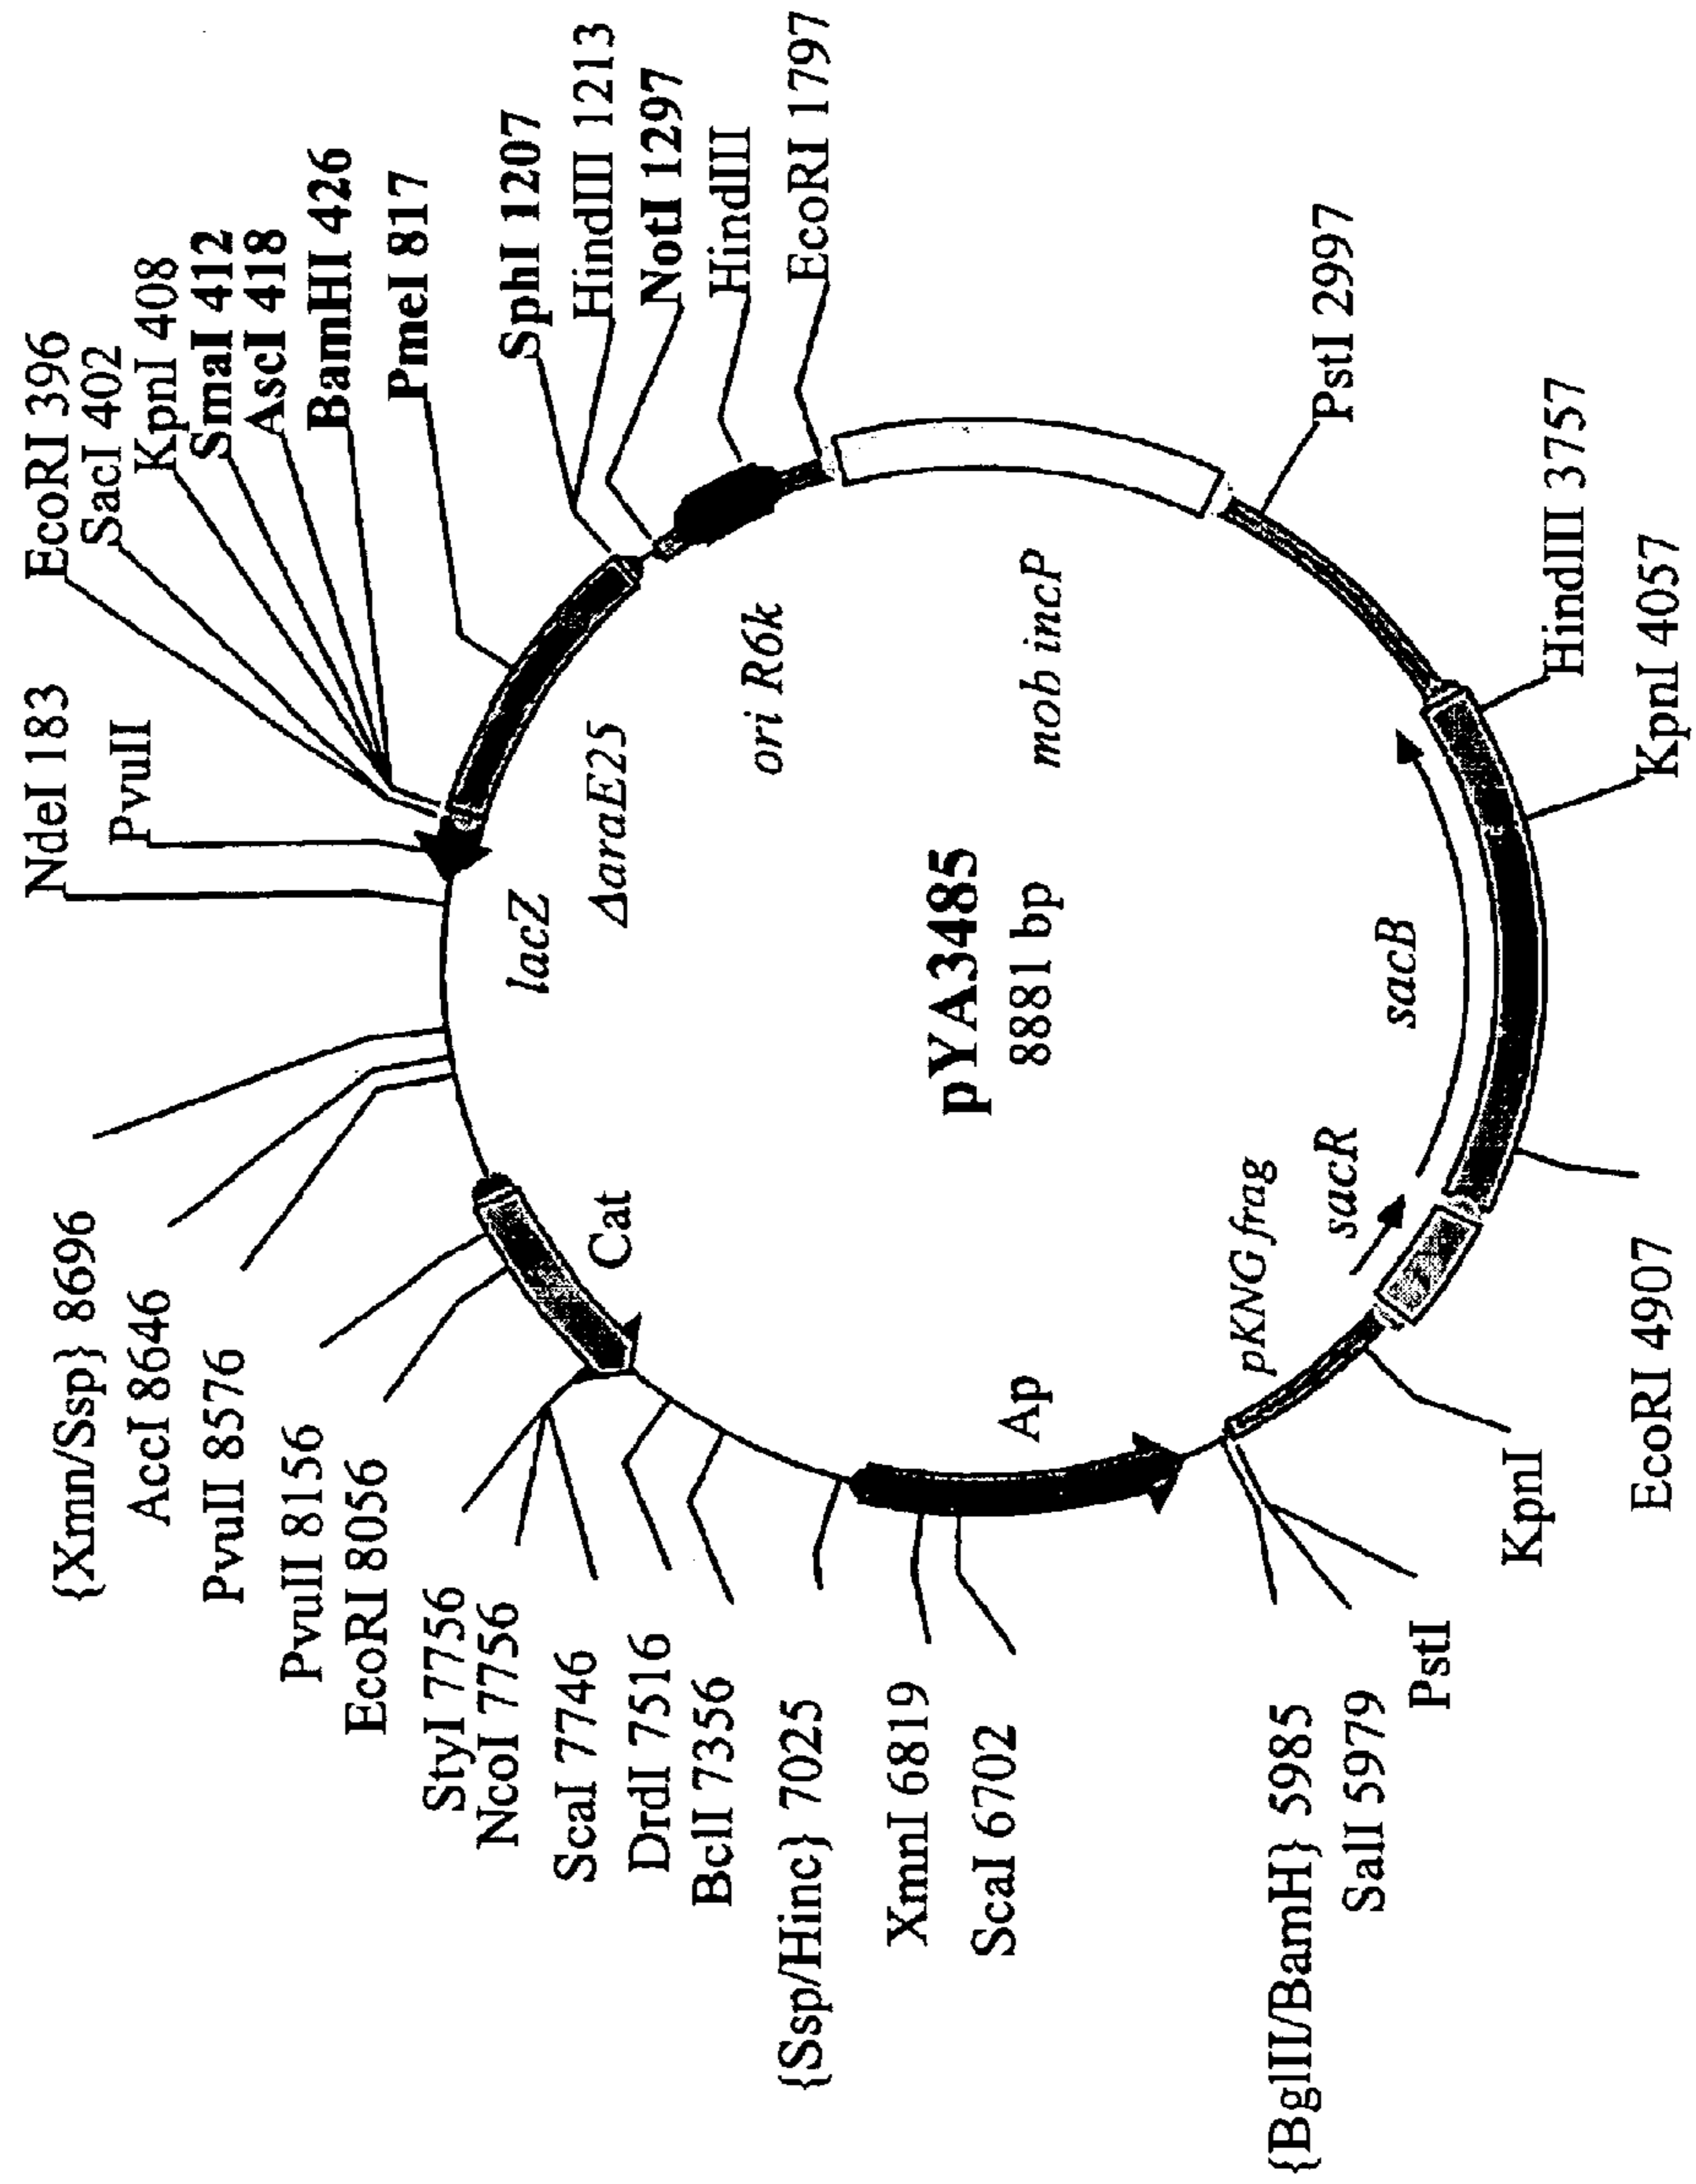 NdeI 183
PvuII
EcoRI 396
SacI 402
KpnI 408
SmaI 412
AscI 418
BamHI 426
PmeI 817
SphI 1207
HindIII 1213
NotI 1297
HindIII
EcoRI 1797
PstI 2997
HindIII 3757
KpnI 4057
EcoRI 4907
KpnI
PstI
SalI 5979
{BglII/BamH} 5985
ScaI 6702
XmnI 6819
{Ssp/Hinc} 7025
BclI 7356
DrdI 7516
ScaI 7746
NcoI 7756
StyI 7756
EcoRI 8056
PvuII 8156
PvuII 8576
AccI 8646
{Xmn/Ssp} 8696
lacZ
ΔaraE25
ori R6k
mob incP
pYA3485
8881 bp
sacB
sacR
pKNG frag
Ap
Cat